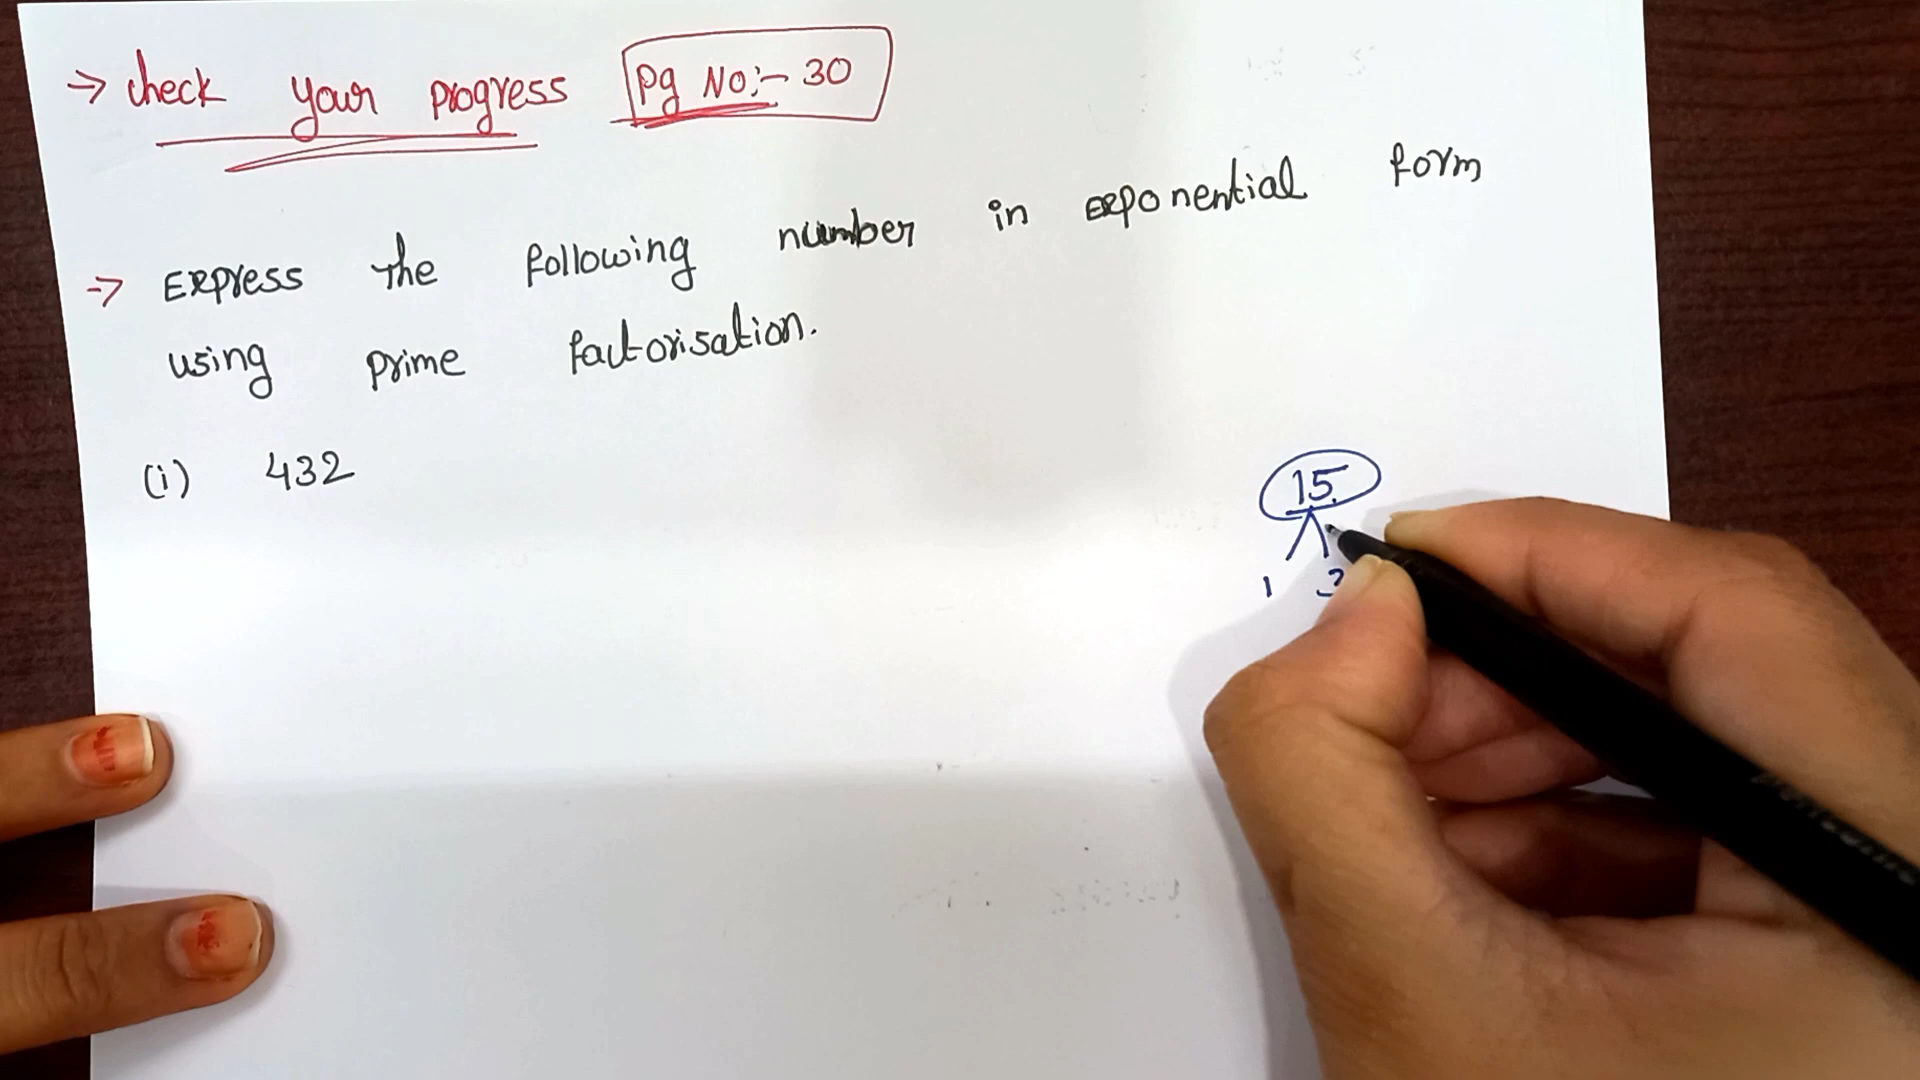 → check your progress Pg No:- 30
→ Express the following number in exponential form
using prime factorisation.
(i) 432
15
1 3